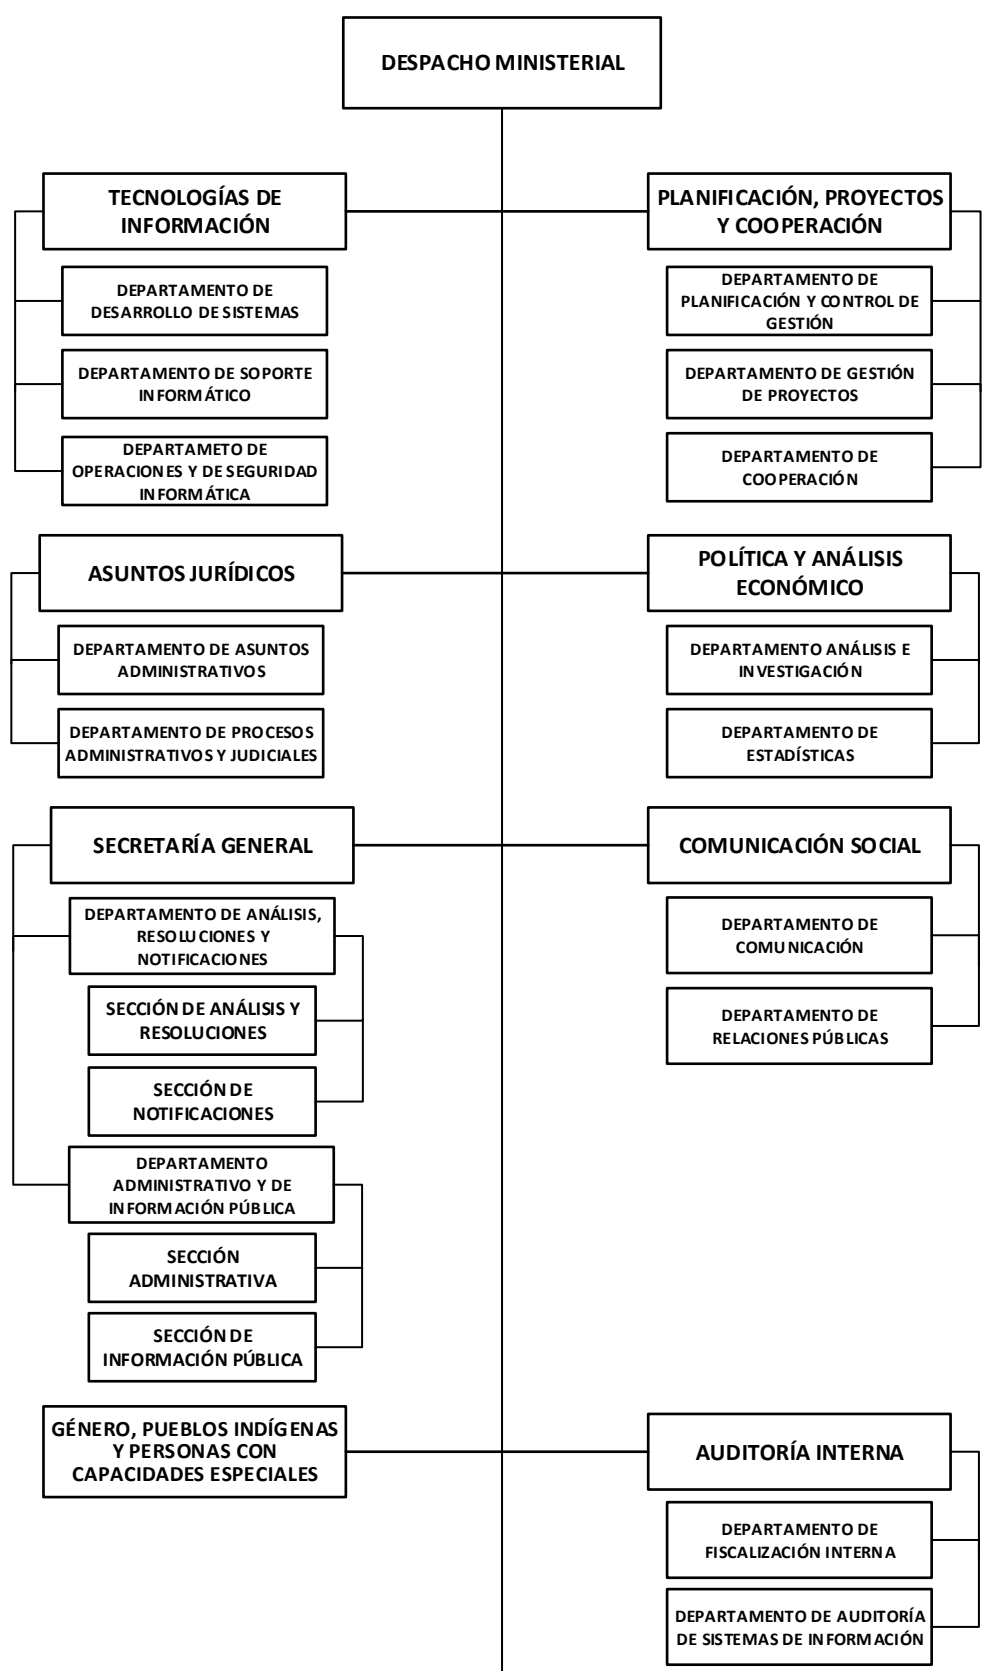 DESPACHO MINISTERIAL
TECNOLOGÍAS DE
INFORMACIÓN
DEPARTAMENTO DE
DESARROLLO DE SISTEMAS
DEPARTAMENTO DE SOPORTE
INFORMÁTICO
DEPARTAMETO DE
OPERACIONES Y DE SEGURIDAD
INFORMÁTICA
PLANIFICACIÓN, PROYECTOS
Y COOPERACIÓN
DEPARTAMENTO DE
PLANIFICACIÓN Y CONTROL DE
GESTIÓN
DEPARTAMENTO DE GESTIÓN
DE PROYECTOS
DEPARTAMENTO DE
COOPERACIÓN
ASUNTOS JURÍDICOS
DEPARTAMENTO DE ASUNTOS
ADMINISTRATIVOS
DEPARTAMENTO DE PROCESOS
ADMINISTRATIVOS Y JUDICIALES
POLÍTICA Y ANÁLISIS
ECONÓMICO
DEPARTAMENTO ANÁLISIS E
INVESTIGACIÓN
DEPARTAMENTO DE
ESTADÍSTICAS
SECRETARÍA GENERAL
DEPARTAMENTO DE ANÁLISIS,
RESOLUCIONES Y
NOTIFICACIONES
SECCIÓN DE ANÁLISIS Y
RESOLUCIONES
SECCIÓN DE
NOTIFICACIONES
DEPARTAMENTO
ADMINISTRATIVO Y DE
INFORMACIÓN PÚBLICA
SECCIÓN
ADMINISTRATIVA
SECCIÓN DE
INFORMACIÓN PÚBLICA
COMUNICACIÓN SOCIAL
DEPARTAMENTO DE
COMUNICACIÓN
DEPARTAMENTO DE
RELACIONES PÚBLICAS
GÉNERO, PUEBLOS INDÍGENAS
Y PERSONAS CON
CAPACIDADES ESPECIALES
AUDITORÍA INTERNA
DEPARTAMENTO DE
FISCALIZACIÓN INTERNA
DEPARTAMENTO DE AUDITORÍA
DE SISTEMAS DE INFORMACIÓN